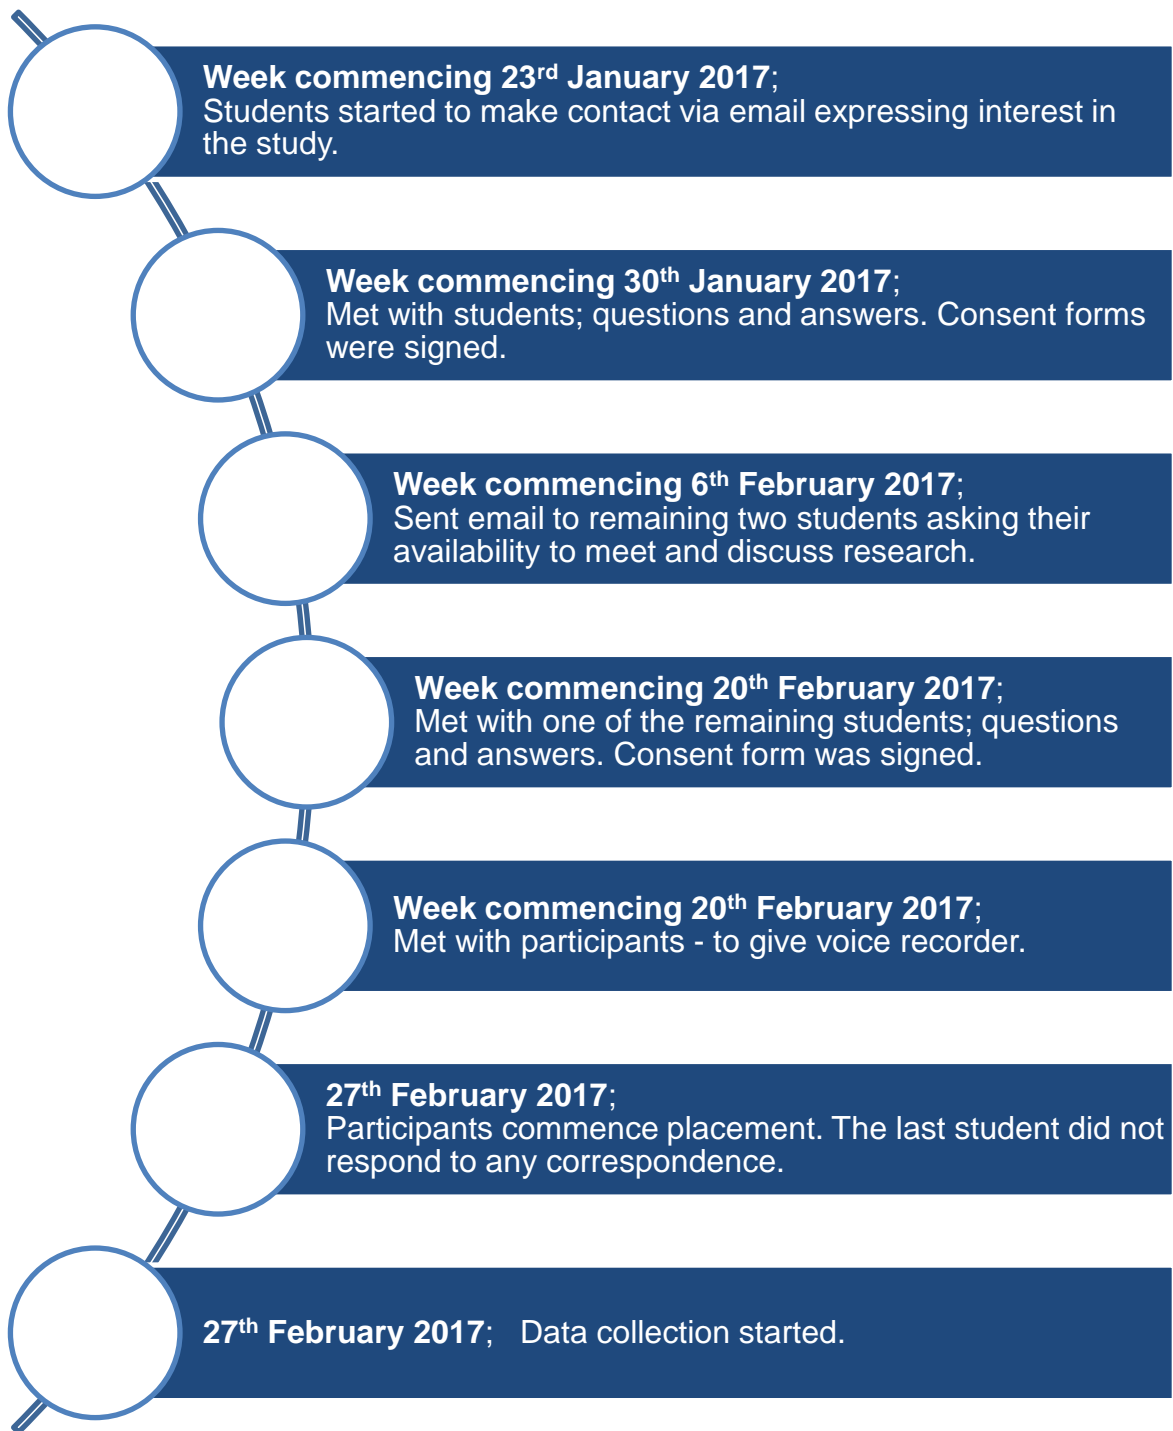 Week commencing 23rd January 2017;
Students started to make contact via email expressing interest in
the study.
Week commencing 30th January 2017;
Met with students; questions and answers. Consent forms
were signed.
Week commencing 6th February 2017;
Sent email to remaining two students asking their
availability to meet and discuss research.
Week commencing 20th February 2017;
Met with one of the remaining students; questions
and answers. Consent form was signed.
Week commencing 20th February 2017;
Met with participants - to give voice recorder.
27th February 2017;
Participants commence placement. The last student did not
respond to any correspondence.
27th February 2017; Data collection started.